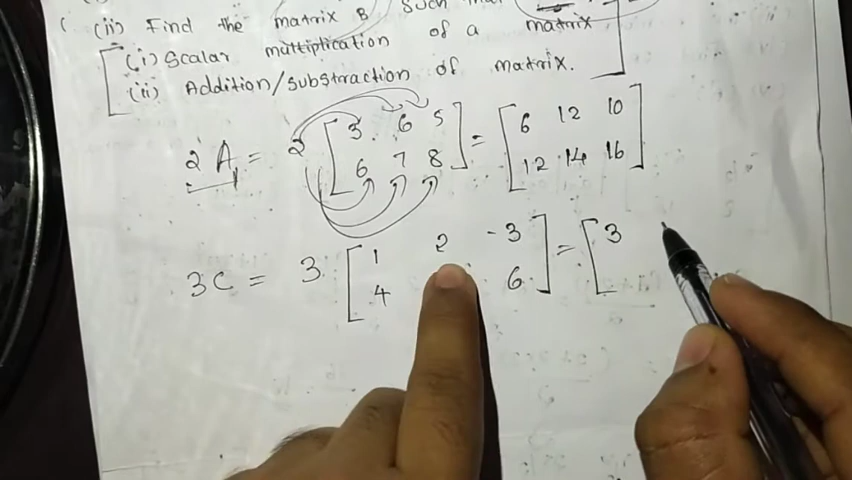 (ii) Find the matrix B, such that
(i) Scalar multiplication of a matrix
(ii) Addition/substraction of matrix.
2A = 2 [3 6 5 = [6 12 10
6 7 8] 12 14 16]
3C = 3. [1 2 -3 = [3
4 6]